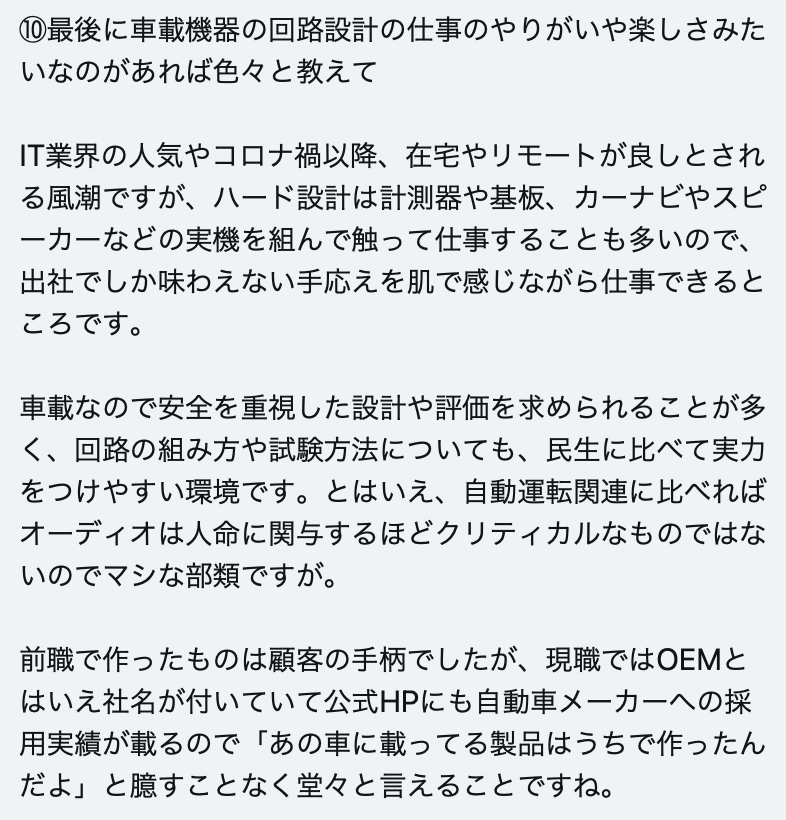 ⑩最後に車載機器の回路設計の仕事のやりがいや楽しさみた
いなのがあれば色々と教えて
IT業界の人気やコロナ禍以降、在宅やリモートが良しとされ
る風潮ですが、ハード設計は計測器や基板、カーナビやスピ
ーカーなどの実機を組んで触って仕事することも多いので、
出社でしか味わえない手応えを肌で感じながら仕事できると
ころです。
車載なので安全を重視した設計や評価を求められることが多
く、回路の組み方や試験方法についても、民生に比べて実力
をつけやすい環境です。とはいえ、自動運転関連に比べれば
オーディオは人命に関与するほどクリティカルなものではな
いのでマシな部類ですが。
前職で作ったものは顧客の手柄でしたが、現職ではOEMと
はいえ社名が付いていて公式HPにも自動車メーカーへの採
用実績が載るので「あの車に載ってる製品はうちで作ったん
だよ」と臆すことなく堂々と言えることですね。